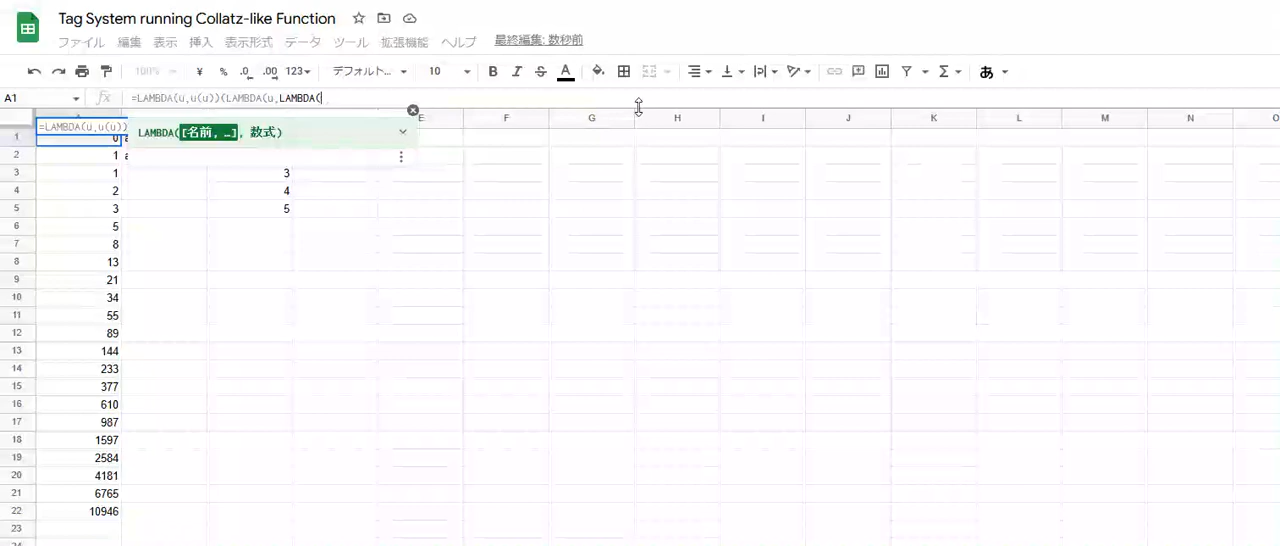 Tag System running Collatz-like Function
ファイル 編集 表示 挿入 表示形式 データ ツール 拡張機能 ヘルプ 最終編集: 数秒前
100% ¥ % .0 .00 123 デフォルト... 10 B I S A あ
A1 fx =LAMBDA(u,u(u))(LAMBDA(u,LAMBDA(
E F G H I J K L M N O
=LAMBDA(u,u(u))
LAMBDA([名前, …], 数式)
1 0 a
2 1 a
3 1 3
4 2 4
5 3 5
6 5
7 8
8 13
9 21
10 34
11 55
12 89
13 144
14 233
15 377
16 610
17 987
18 1597
19 2584
20 4181
21 6765
22 10946
23